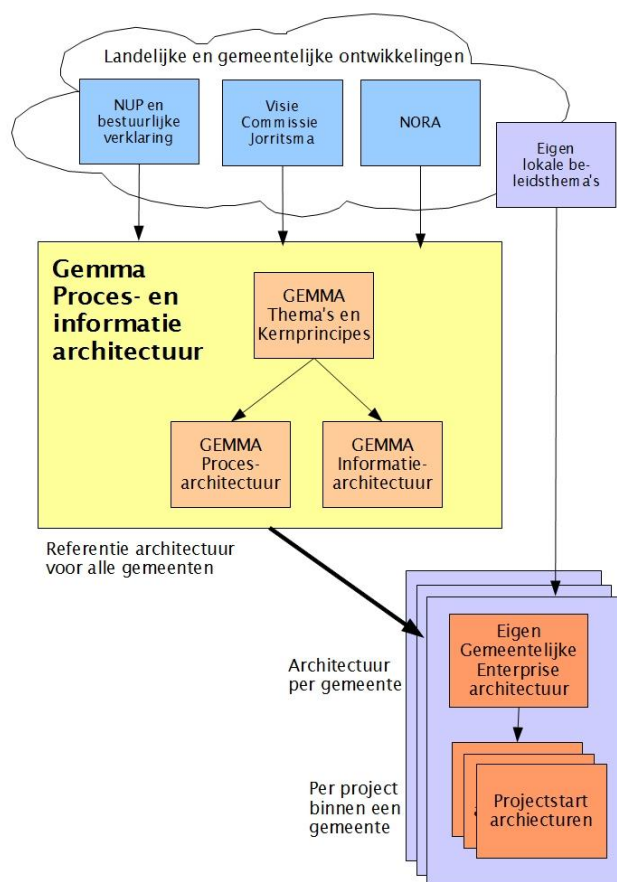 Landelijke en gemeentelijke ontwikkelingen
NUP en
bestuurlijke
verklaring
Visie
Commissie
Jorritsma
NORA
Eigen
lokale be-
leidsthema's
Gemma
Proces- en
informatie
architectuur
GEMMA
Thema's en
Kernprincipes
GEMMA
Proces-
architectuur
GEMMA
Informatie-
architectuur
Referentie architectuur
voor alle gemeenten
Eigen
Gemeentelijke
Enterprise
architectuur
Architectuur
per gemeente
Per project
binnen een
gemeente
Projectstart
archiecturen